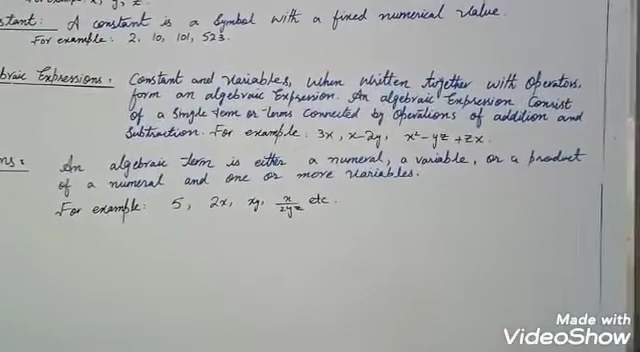 stant: A constant is a symbol with a fixed numerical value.
For example: 2, 10, 101, 523.
braic Expressions: Constant and variables, when written together with operators,
form an algebraic Expression. An algebraic Expression consist
of a single term or terms connected by operations of addition and
subtraction. For example: 3x, x-2y, x²-yz+zx.
ns: An algebraic term is either a numeral, a variable, or a product
of a numeral and one or more variables.
For example: 5, 2x, xy, x/2yz etc.
Made with
VideoShow